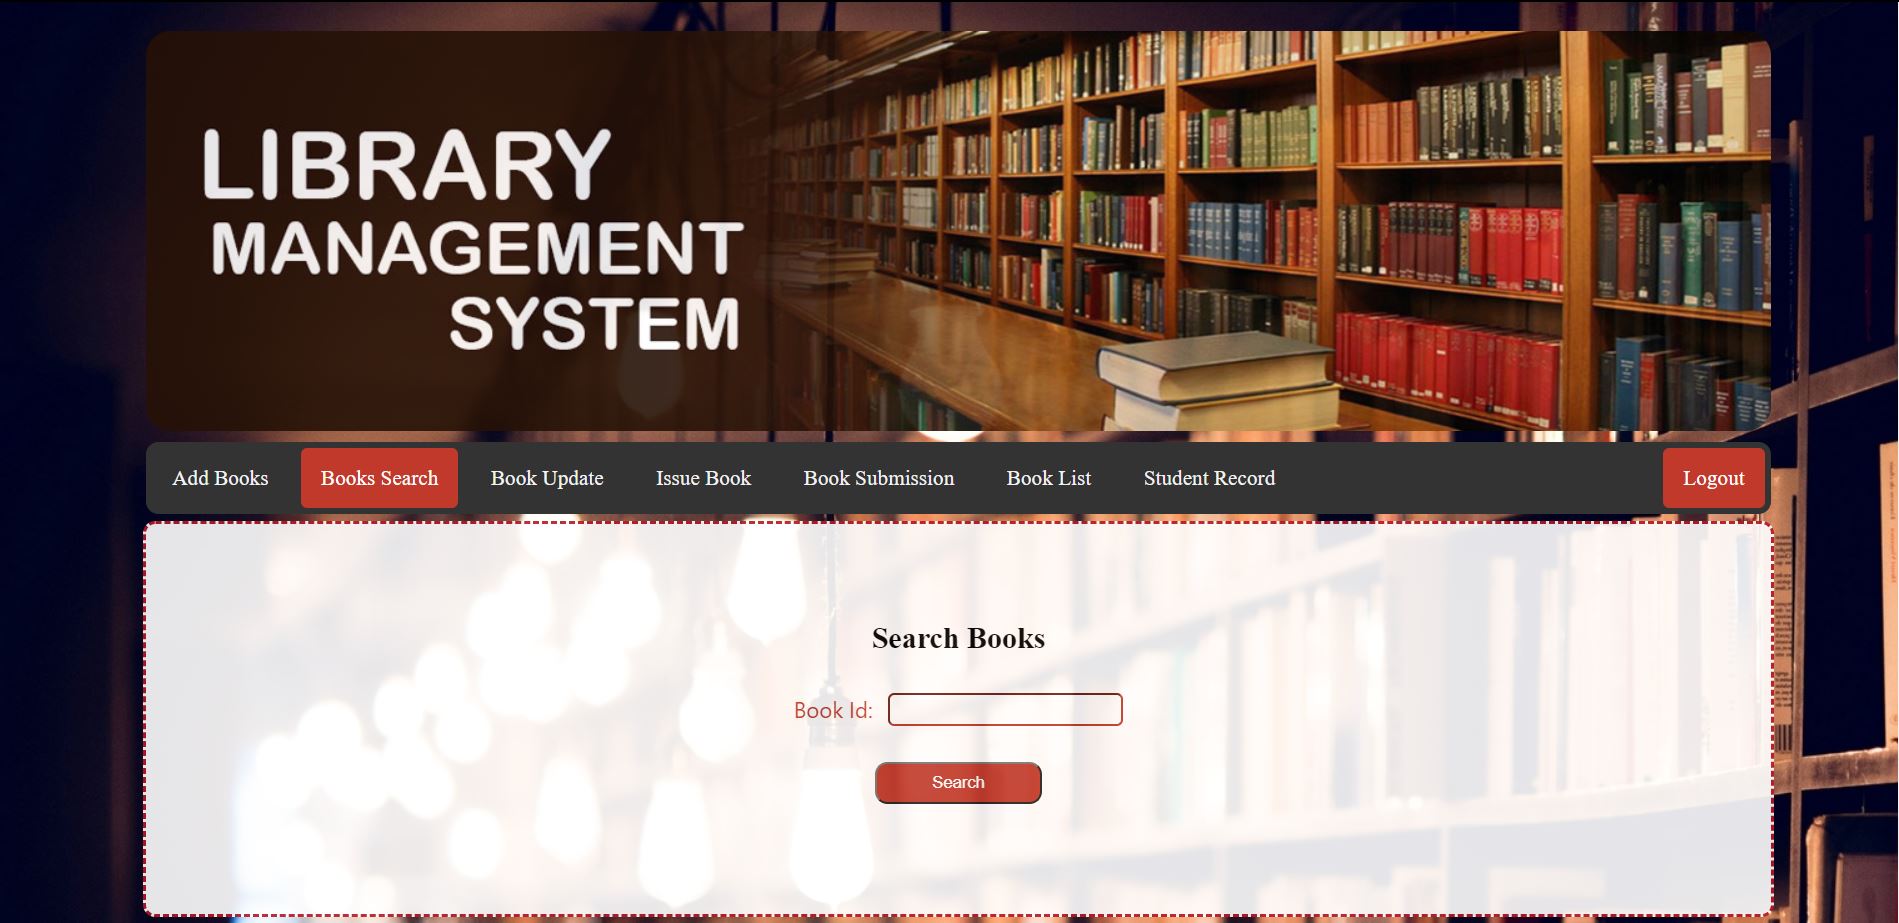 LIBRARY
MANAGEMENT
SYSTEM
Add Books Books Search Book Update Issue Book Book Submission Book List Student Record Logout
Search Books
Book Id:
Search